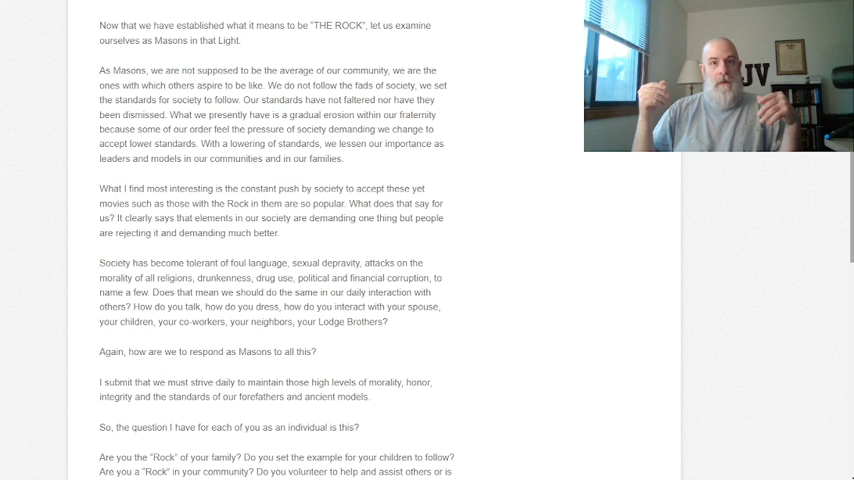 Now that we have established what it means to be "THE ROCK", let us examine
ourselves as Masons in that Light.
As Masons, we are not supposed to be the average of our community, we are the
ones with which others aspire to be like. We do not follow the fads of society, we set
the standards for society to follow. Our standards have not faltered nor have they
been dismissed. What we presently have is a gradual erosion within our fraternity
because some of our order feel the pressure of society demanding we change to
accept lower standards. With a lowering of standards, we lessen our importance as
leaders and models in our communities and in our families.
What I find most interesting is the constant push by society to accept these yet
movies such as those with the Rock in them are so popular. What does that say for
us? It clearly says that elements in our society are demanding one thing but people
are rejecting it and demanding much better.
Society has become tolerant of foul language, sexual depravity, attacks on the
morality of all religions, drunkenness, drug use, political and financial corruption, to
name a few. Does that mean we should do the same in our daily interaction with
others? How do you talk, how do you dress, how do you interact with your spouse,
your children, your co-workers, your neighbors, your Lodge Brothers?
Again, how are we to respond as Masons to all this?
I submit that we must strive daily to maintain those high levels of morality, honor,
integrity and the standards of our forefathers and ancient models.
So, the question I have for each of you as an individual is this?
Are you the "Rock" of your family? Do you set the example for your children to follow?
Are you a "Rock" in your community? Do you volunteer to help and assist others or is
JV